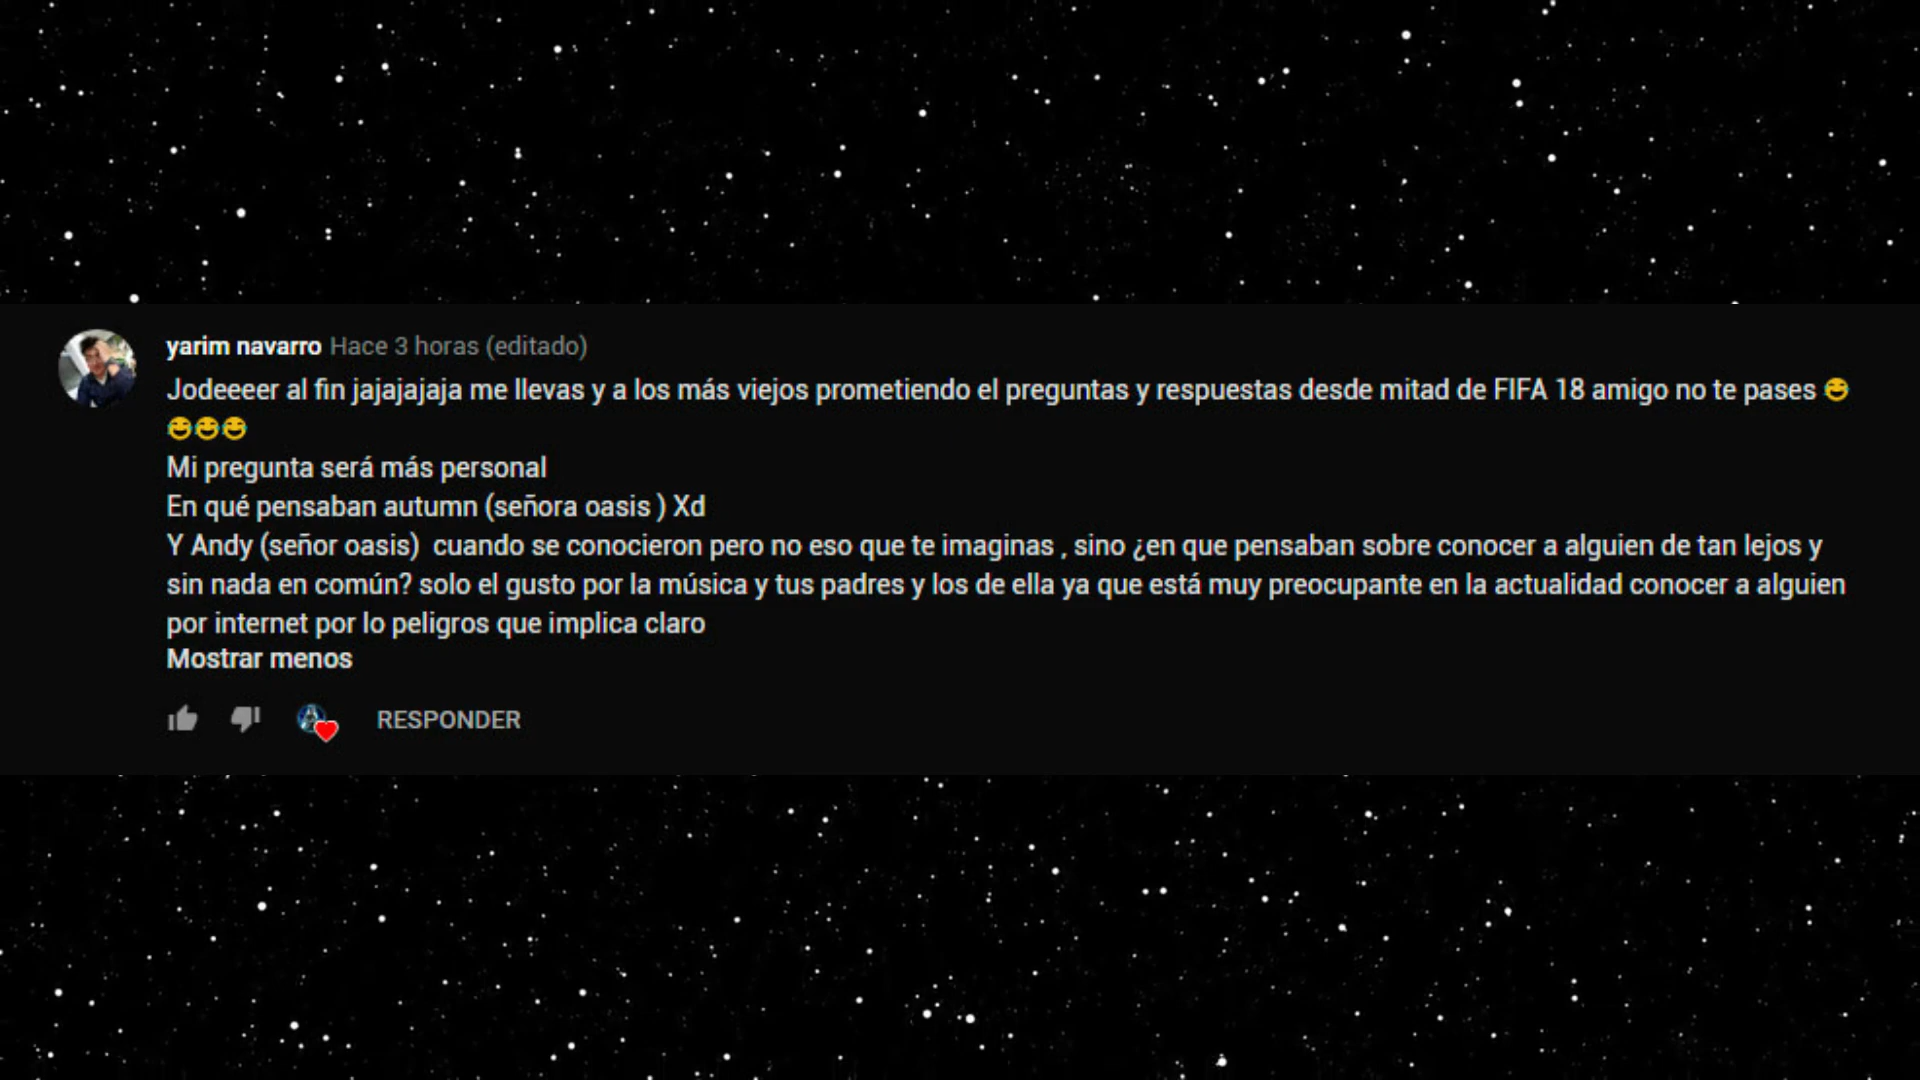 yarim navarro Hace 3 horas (editado)
Jodeeeer al fin jajajajaja me llevas y a los más viejos prometiendo el preguntas y respuestas desde mitad de FIFA 18 amigo no te pases 😂
😂😂😂
Mi pregunta será más personal
En qué pensaban autumn (señora oasis ) Xd
Y Andy (señor oasis)  cuando se conocieron pero no eso que te imaginas , sino ¿en que pensaban sobre conocer a alguien de tan lejos y
sin nada en común? solo el gusto por la música y tus padres y los de ella ya que está muy preocupante en la actualidad conocer a alguien
por internet por lo peligros que implica claro
Mostrar menos
RESPONDER